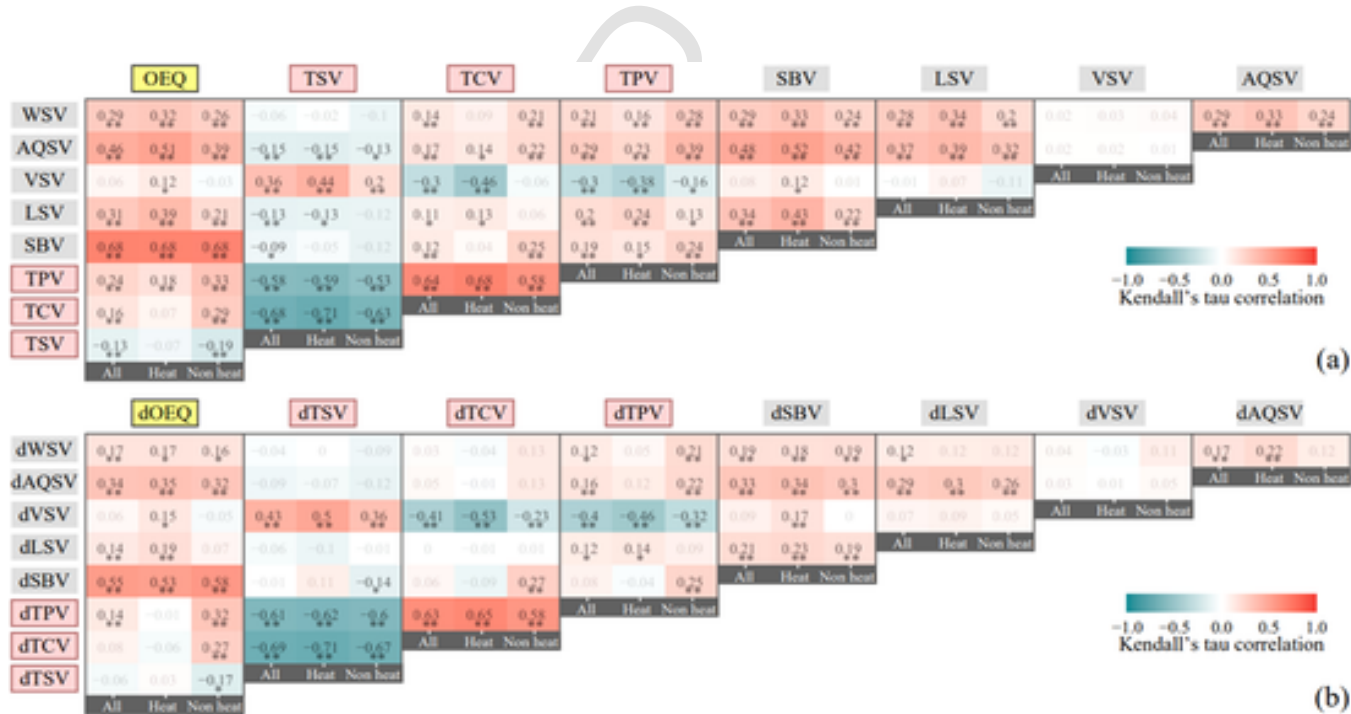 OEQ TSV TCV TPV SBV LSV VSV AQSV
WSV 0.29 0.32 0.26 −0.06 −0.02 −0.1 0.14 0.09 0.21 0.21 0.16 0.28 0.29 0.33 0.24 0.28 0.34 0.2 0.02 0.03 0.04 0.29 0.33 0.24
** ** ** ** ** ** ** ** ** ** ** ** ** ** ** ** **
AQSV 0.46 0.51 0.39 −0.15 −0.15 −0.13 0.17 0.14 0.22 0.29 0.23 0.39 0.48 0.52 0.42 0.37 0.39 0.32 0.02 0.02 0.01 All Heat Non heat
VSV 0.06 0.12 −0.03 0.36 0.44 0.2 −0.3 −0.46 −0.06 −0.3 −0.38 −0.16 0.08 0.12 0.01 −0.01 0.07 −0.11 All Heat Non heat
LSV 0.31 0.39 0.21 −0.13 −0.13 −0.12 0.11 0.13 0.06 0.2 0.24 0.13 0.34 0.43 0.22 All Heat Non heat
SBV 0.68 0.68 0.68 −0.09 −0.05 −0.12 0.12 0.04 0.25 0.19 0.15 0.24 All Heat Non heat
TPV 0.24 0.18 0.33 −0.58 −0.59 −0.53 0.64 0.68 0.58 All Heat Non heat
TCV 0.16 0.07 0.29 −0.68 −0.71 −0.63 All Heat Non heat
TSV −0.13 −0.07 −0.19 All Heat Non heat
All Heat Non heat
−1.0 −0.5 0.0 0.5 1.0
Kendall's tau correlation
(a)
dOEQ dTSV dTCV dTPV dSBV dLSV dVSV dAQSV
dWSV 0.17 0.17 0.16 −0.04 0 −0.09 0.03 −0.04 0.13 0.12 0.05 0.21 0.19 0.18 0.19 0.12 0.12 0.12 0.04 −0.03 0.11 0.17 0.22 0.12
dAQSV 0.34 0.35 0.32 −0.09 −0.07 −0.12 0.05 −0.01 0.13 0.16 0.12 0.22 0.33 0.34 0.3 0.29 0.3 0.26 0.03 0.01 0.05 All Heat Non heat
dVSV 0.06 0.15 −0.05 0.43 0.5 0.36 −0.41 −0.53 −0.23 −0.4 −0.46 −0.32 0.09 0.17 0 0.07 0.09 0.05 All Heat Non heat
dLSV 0.14 0.19 0.07 −0.06 −0.1 −0.01 0 −0.01 0.01 0.12 0.14 0.09 0.21 0.23 0.19 All Heat Non heat
dSBV 0.55 0.53 0.58 −0.01 0.11 −0.14 0.06 −0.09 0.27 0.08 −0.04 0.25 All Heat Non heat
dTPV 0.14 −0.01 0.32 −0.61 −0.62 −0.6 0.63 0.65 0.58 All Heat Non heat
dTCV 0.08 −0.06 0.27 −0.69 −0.71 −0.67 All Heat Non heat
dTSV −0.06 0.03 −0.17 All Heat Non heat
All Heat Non heat
−1.0 −0.5 0.0 0.5 1.0
Kendall's tau correlation
(b)